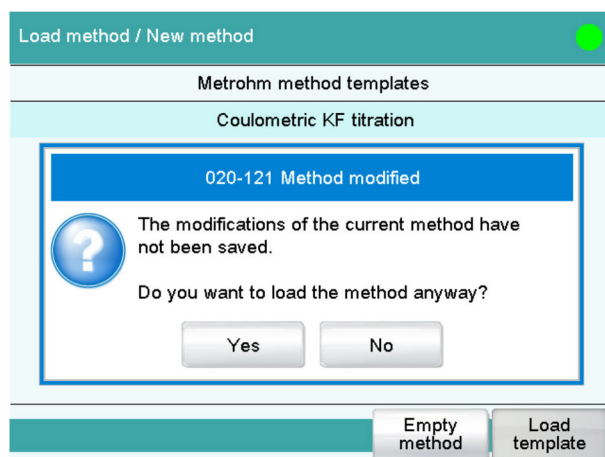 Load method / New method
Metrohm method templates
Coulometric KF titration
020-121 Method modified
?
The modifications of the current method have
not been saved.
Do you want to load the method anyway?
Yes No
Empty
method
Load
template